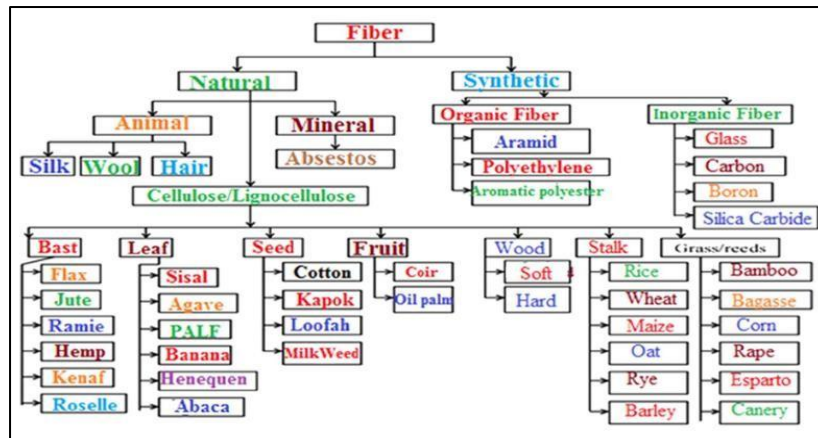 Fiber
Natural
Synthetic
Animal
Mineral
Organic Fiber
Inorganic Fiber
Silk
Wool
Hair
Absestos
Aramid
Polyethylene
Aromatic polyester
Glass
Carbon
Boron
Silica Carbide
Cellulose/Lignocellulose
Bast
Leaf
Seed
Fruit
Wood
Stalk
Grass/reeds
Flax
Jute
Ramie
Hemp
Kenaf
Roselle
Sisal
Agave
PALF
Banana
Henequen
Abaca
Cotton
Kapok
Loofah
MilkWeed
Coir
Oil palm
Soft
Hard
Rice
Wheat
Maize
Oat
Rye
Barley
Bamboo
Bagasse
Corn
Rape
Esparto
Canery